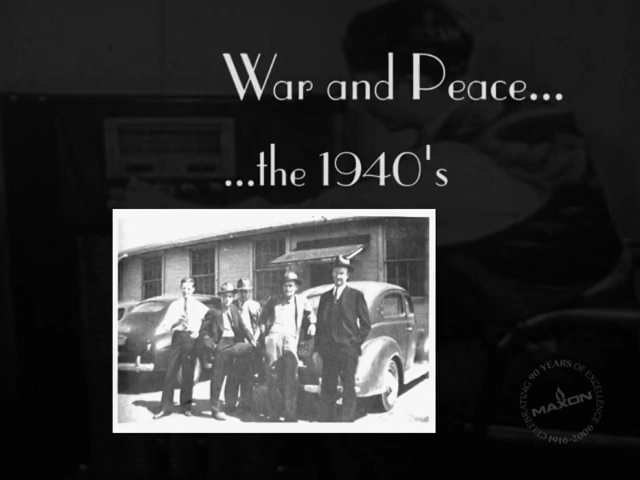 War and Peace...
...the 1940's
CELEBRATING 90 YEARS OF EXCELLENCE
MAXON
1916-2006